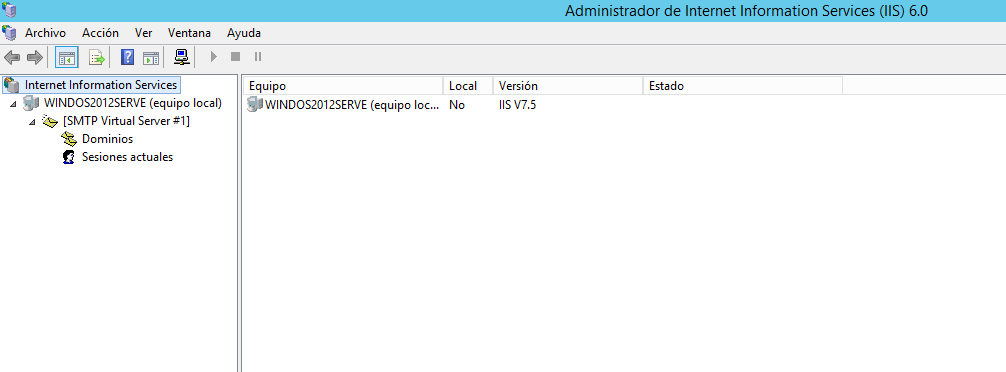 Administrador de Internet Information Services (IIS) 6.0
Archivo Acción Ver Ventana Ayuda
Internet Information Services
WINDOS2012SERVE (equipo local)
[SMTP Virtual Server #1]
Dominios
Sesiones actuales
Equipo Local Versión Estado
WINDOS2012SERVE (equipo loc... No IIS V7.5